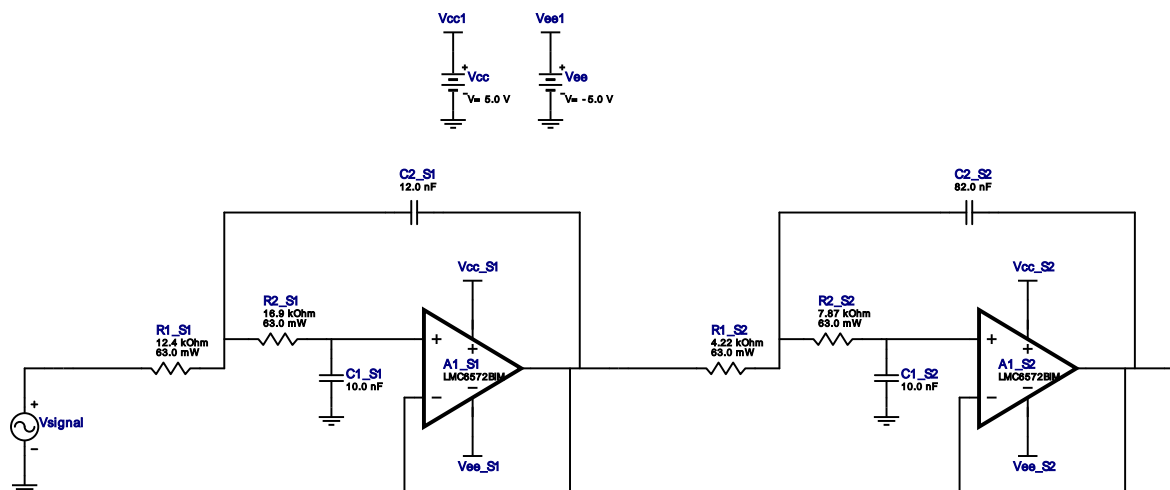 Vcc1
Vee1
+
Vcc
-
V= 5.0 V
+
Vee
-
V= -5.0 V
C2_S1
12.0 nF
C2_S2
82.0 nF
Vcc_S1
Vcc_S2
R2_S1
16.9 kOhm
63.0 mW
R2_S2
7.87 kOhm
63.0 mW
R1_S1
12.4 kOhm
63.0 mW
R1_S2
4.22 kOhm
63.0 mW
+
+
A1_S1
LMC6572BIM
-
-
C1_S1
10.0 nF
+
+
A1_S2
LMC6572BIM
-
-
C1_S2
10.0 nF
+
Vsignal
-
Vee_S1
Vee_S2